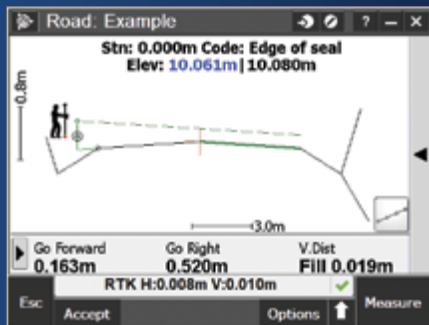 Road: Example
? – ×
Stn: 0.000m Code: Edge of seal
Elev: 10.061m|10.080m
0.8m
3.0m
Go Forward Go Right V.Dist
0.163m 0.520m Fill 0.019m
RTK H:0.008m V:0.010m
Esc Accept Options Measure